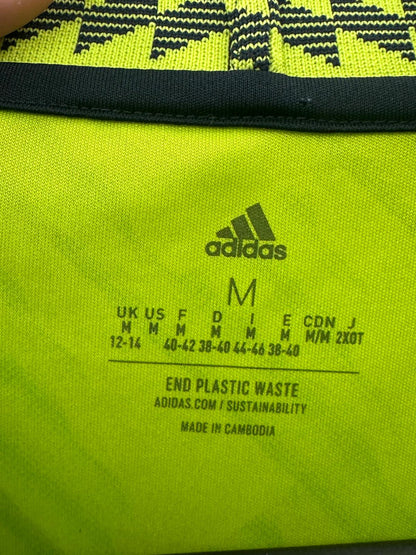 adidas
M
UK US F D I E CDN J
M M M M M M M/M 2XOT
12-14 40-42 38-40 44-46 38-40
END PLASTIC WASTE
ADIDAS.COM / SUSTAINABILITY
MADE IN CAMBODIA